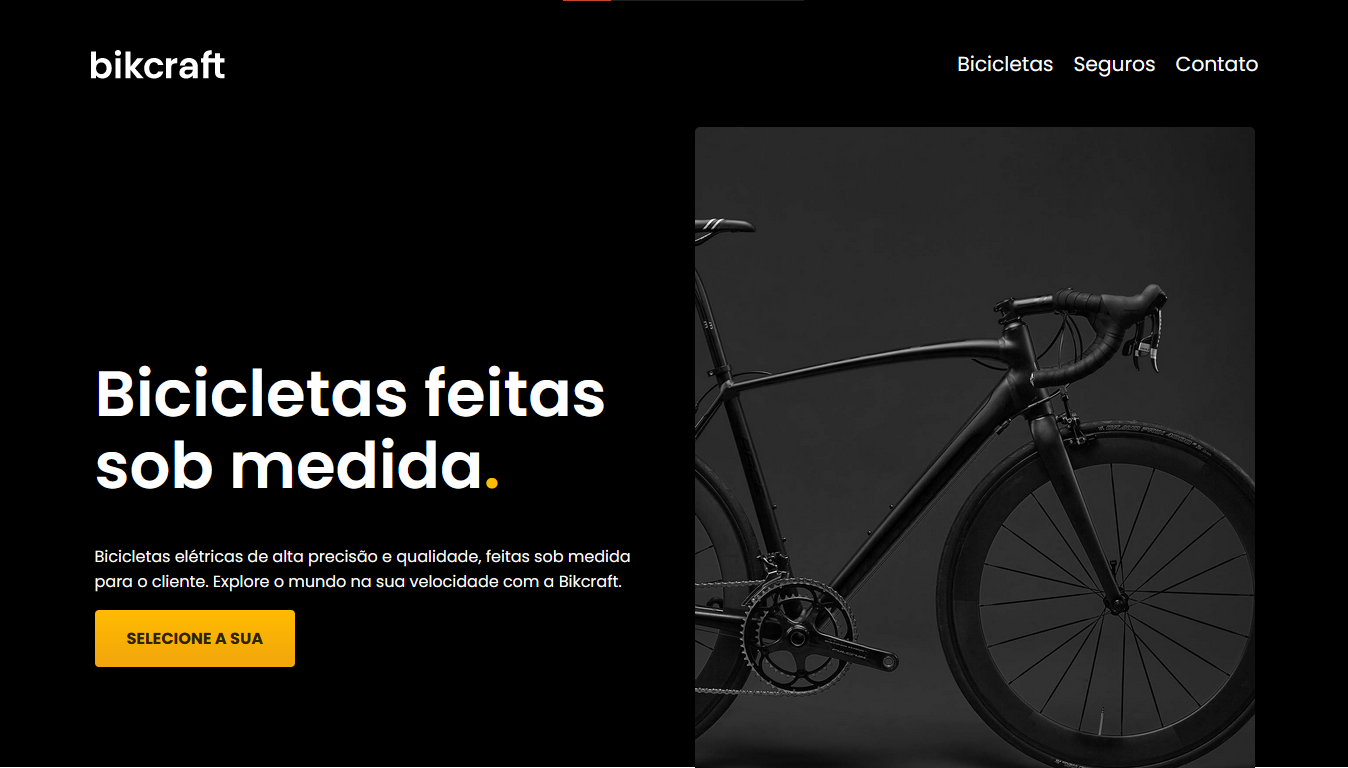 bikcraft
Bicicletas Seguros Contato
Bicicletas feitas
sob medida.
Bicicletas elétricas de alta precisão e qualidade, feitas sob medida
para o cliente. Explore o mundo na sua velocidade com a Bikcraft.
SELECIONE A SUA
33